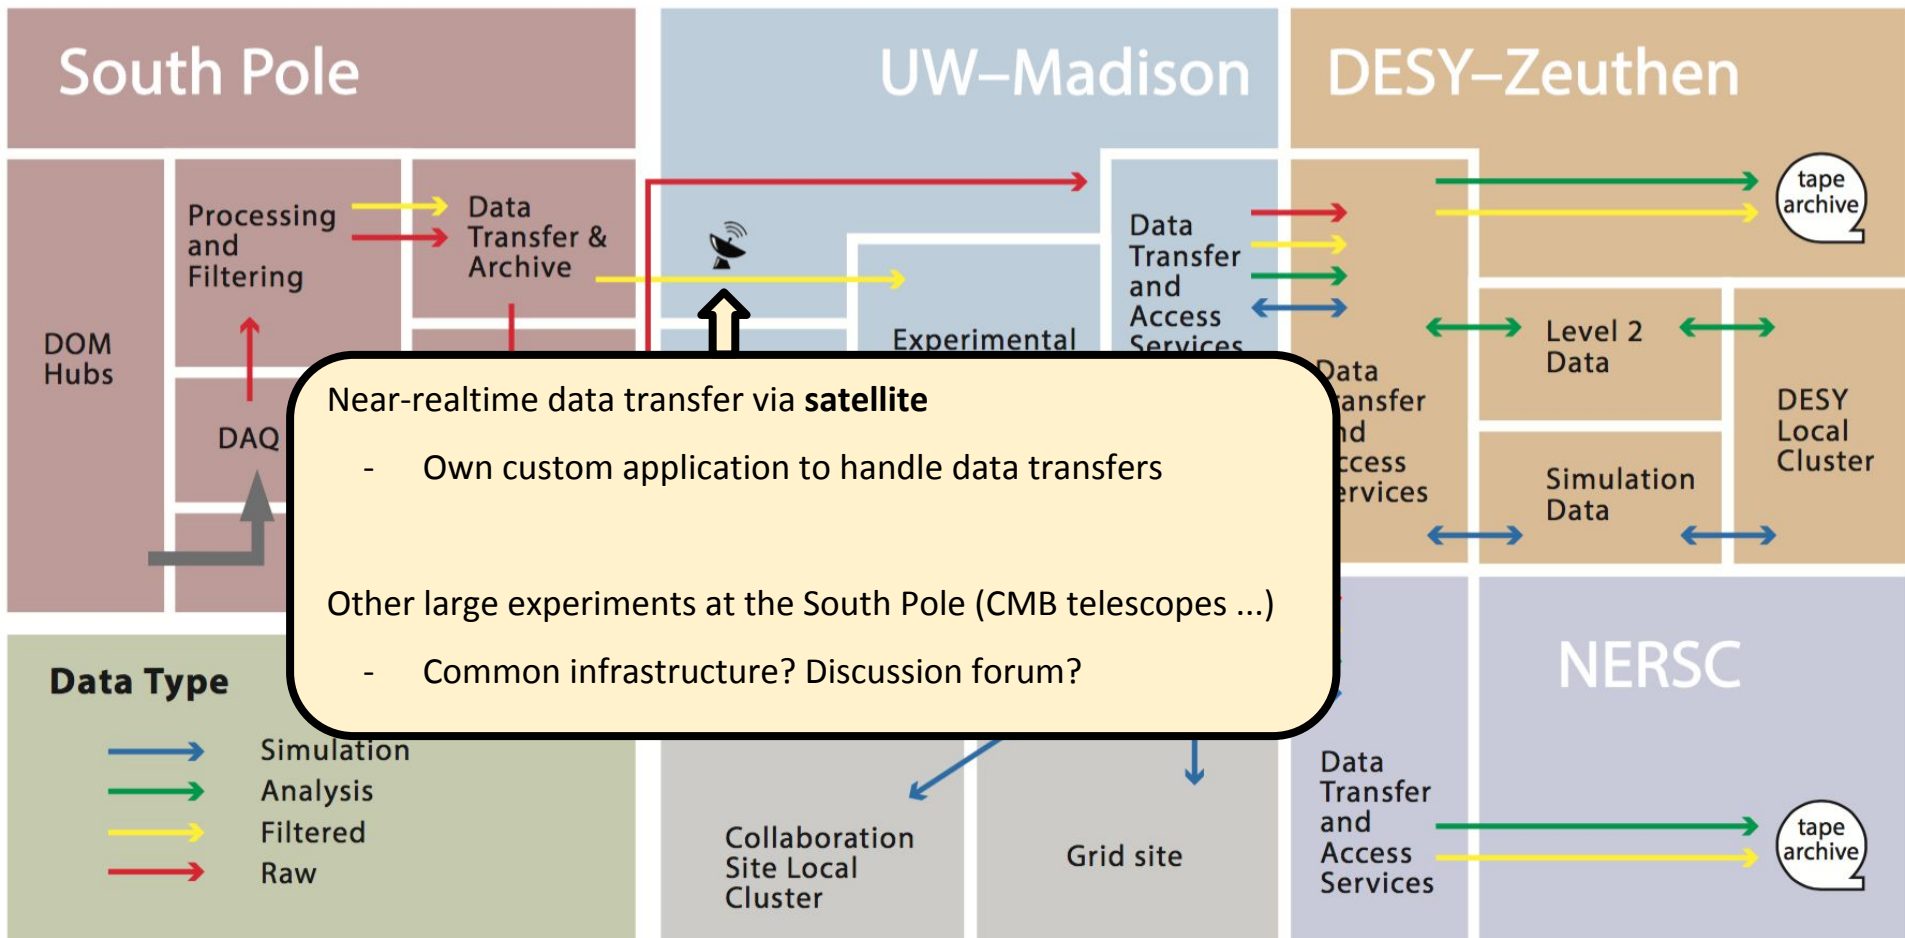 South Pole
UW–Madison
DESY–Zeuthen
DOM
Hubs
Processing
and
Filtering
Data
Transfer &
Archive
DAQ
Experimental
Data
Transfer
and
Access
Services
Data
Level 2
Data
Simulation
Data
DESY
Local
Cluster
tape
archive
Near-realtime data transfer via satellite
- Own custom application to handle data transfers
Other large experiments at the South Pole (CMB telescopes ...)
- Common infrastructure? Discussion forum?
Data Type
Simulation
Analysis
Filtered
Raw
Collaboration
Site Local
Cluster
Grid site
NERSC
Data
Transfer
and
Access
Services
tape
archive